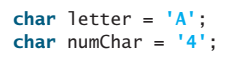 char letter = 'A';
char numChar = '4';